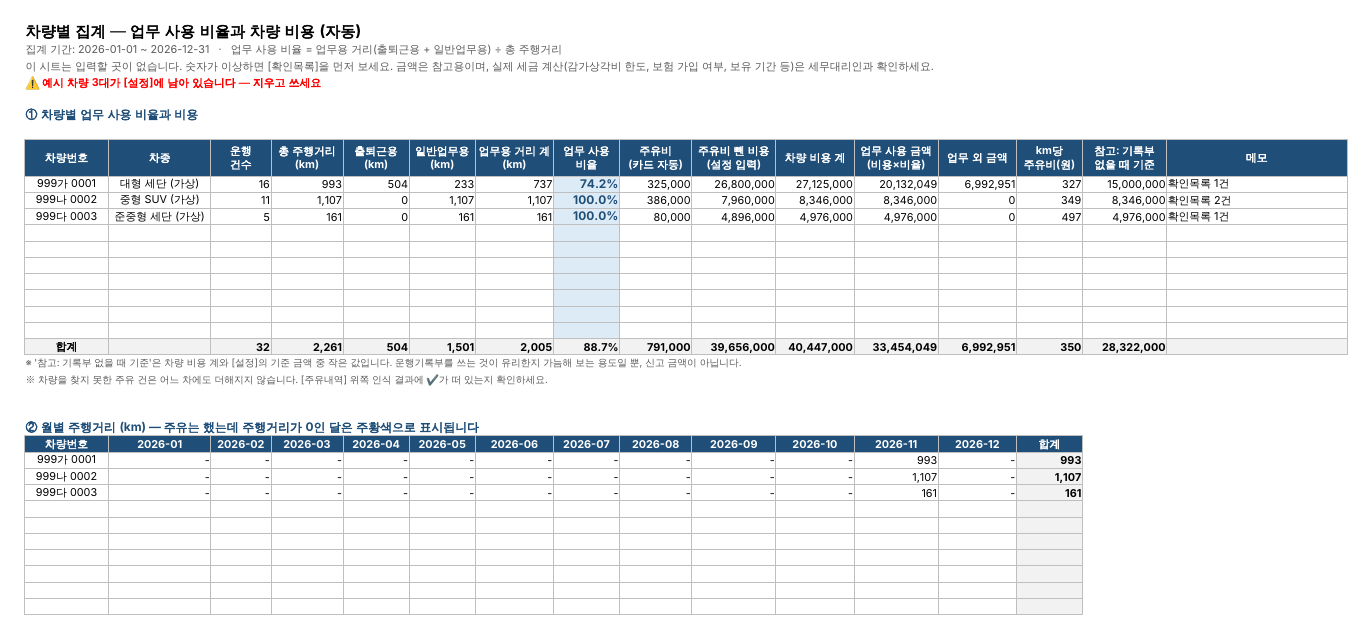 차량별 집계 — 업무 사용 비율과 차량 비용 (자동)
집계 기간: 2026-01-01 ~ 2026-12-31 · 업무 사용 비율 = 업무용 거리(출퇴근용 + 일반업무용) ÷ 총 주행거리
이 시트는 입력할 곳이 없습니다. 숫자가 이상하면 [확인목록]을 먼저 보세요. 금액은 참고용이며, 실제 세금 계산(감가상각비 한도, 보험 가입 여부, 보유 기간 등)은 세무대리인과 확인하세요.
⚠️ 예시 차량 3대가 [설정]에 남아 있습니다 — 지우고 쓰세요
① 차량별 업무 사용 비율과 비용
차량번호 차종 운행 건수 총 주행거리 (km) 출퇴근용 (km) 일반업무용 (km) 업무용 거리 계 (km) 업무 사용 비율 주유비 (카드 자동) 주유비 뺀 비용 (설정 입력) 차량 비용 계 업무 사용 금액 (비용×비율) 업무 외 금액 km당 주유비(원) 참고: 기록부 없을 때 기준 메모
999가 0001 대형 세단 (가상) 16 993 504 233 737 74.2% 325,000 26,800,000 27,125,000 20,132,049 6,992,951 327 15,000,000 확인목록 1건
999나 0002 중형 SUV (가상) 11 1,107 0 1,107 1,107 100.0% 386,000 7,960,000 8,346,000 8,346,000 0 349 8,346,000 확인목록 2건
999다 0003 준중형 세단 (가상) 5 161 0 161 161 100.0% 80,000 4,896,000 4,976,000 4,976,000 0 497 4,976,000 확인목록 1건
합계 32 2,261 504 1,501 2,005 88.7% 791,000 39,656,000 40,447,000 33,454,049 6,992,951 350 28,322,000
※ '참고: 기록부 없을 때 기준'은 차량 비용 계와 [설정]의 기준 금액 중 작은 값입니다. 운행기록부를 쓰는 것이 유리한지 가늠해 보는 용도일 뿐, 신고 금액이 아닙니다.
※ 차량을 찾지 못한 주유 건은 어느 차에도 더해지지 않습니다. [주유내역] 위쪽 인식 결과에 ✔가 떠 있는지 확인하세요.
② 월별 주행거리 (km) — 주유는 했는데 주행거리가 0인 달은 주황색으로 표시됩니다
차량번호 2026-01 2026-02 2026-03 2026-04 2026-05 2026-06 2026-07 2026-08 2026-09 2026-10 2026-11 2026-12 합계
999가 0001 - - - - - - - - - - 993 - 993
999나 0002 - - - - - - - - - - 1,107 - 1,107
999다 0003 - - - - - - - - - - 161 - 161